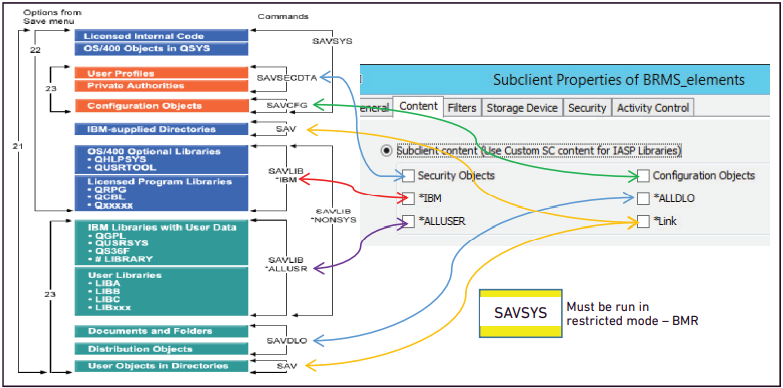 Options from
Save menu
Commands
Licensed Internal Code
OS/400 Objects in QSYS
SAVSYS
22
User Profiles
Private Authorities
SAVSECDTA
23
Configuration Objects
SAVCFG
IBM-supplied Directories
SAV
21
OS/400 Optional Libraries
• QHLPSYS
• QUSRTOOL
SAVLIB
*IBM
Licensed Program Libraries
• QRPG
• QCBL
• Qxxxxx
SAVLIB
*NONSYS
IBM Libraries with User Data
• QGPL
• QUSRSYS
• QS36F
• # LIBRARY
SAVLIB
*ALLUSR
User Libraries
• LIBA
• LIBB
• LIBC
• LIBxxx
23
Documents and Folders
SAVDLO
Distribution Objects
User Objects in Directories
SAV
Subclient Properties of BRMS_elements
eneral
Content
Filters
Storage Device
Security
Activity Control
Subclient content (Use Custom SC content for IASP Libraries)
Security Objects
Configuration Objects
*IBM
*ALLDLO
*ALLUSER
*Link
SAVSYS
Must be run in
restricted mode – BMR